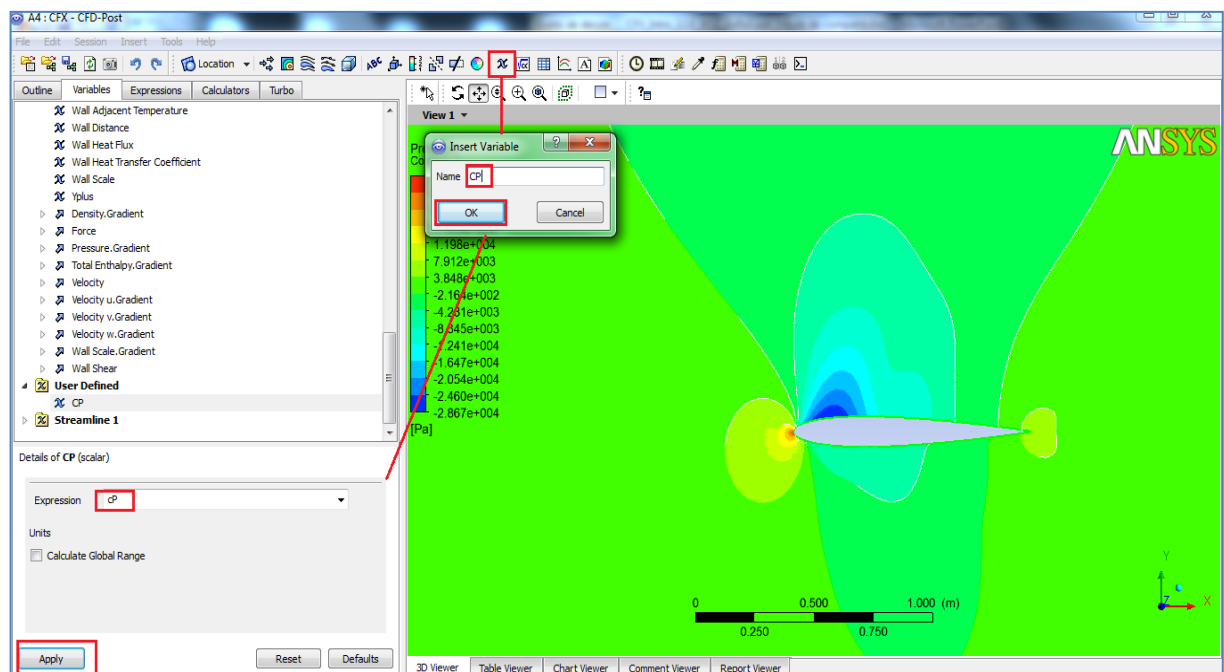 A4 : CFX - CFD-Post
File Edit Session Insert Tools Help
Location
Outline Variables Expressions Calculators Turbo
Wall Adjacent Temperature
Wall Distance
Wall Heat Flux
Wall Heat Transfer Coefficient
Wall Scale
Yplus
Density.Gradient
Force
Pressure.Gradient
Total Enthalpy.Gradient
Velocity
Velocity u.Gradient
Velocity v.Gradient
Velocity w.Gradient
Wall Scale.Gradient
Wall Shear
User Defined
CP
Streamline 1
Details of CP (scalar)
Expression cP
Units
Calculate Global Range
Apply Reset Defaults
View 1
ANSYS
Insert Variable
Name CP
OK Cancel
1.198e+004
7.912e+003
3.848e+003
-2.164e+002
-4.281e+003
-8.345e+003
-1.241e+004
-1.647e+004
-2.054e+004
-2.460e+004
-2.867e+004
[Pa]
0 0.500 1.000 (m)
0.250 0.750
Y
Z X
3D Viewer Table Viewer Chart Viewer Comment Viewer Report Viewer